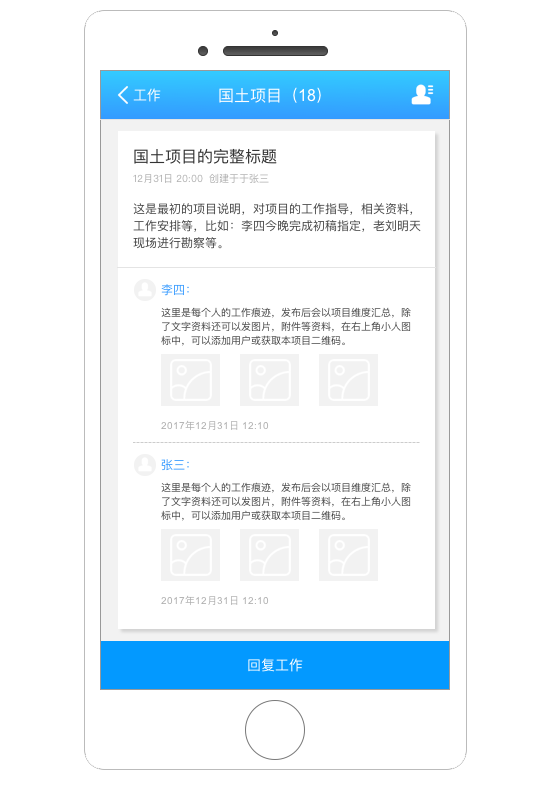 工作
国土项目（18）
国土项目的完整标题
12月31日 20:00 创建于于张三
这是最初的项目说明，对项目的工作指导，相关资料，
工作安排等，比如：李四今晚完成初稿指定，老刘明天
现场进行勘察等。
李四：
这里是每个人的工作痕迹，发布后会以项目维度汇总，除
了文字资料还可以发图片，附件等资料，在右上角小人图
标中，可以添加用户或获取本项目二维码。
2017年12月31日 12:10
张三：
这里是每个人的工作痕迹，发布后会以项目维度汇总，除
了文字资料还可以发图片，附件等资料，在右上角小人图
标中，可以添加用户或获取本项目二维码。
2017年12月31日 12:10
回复工作